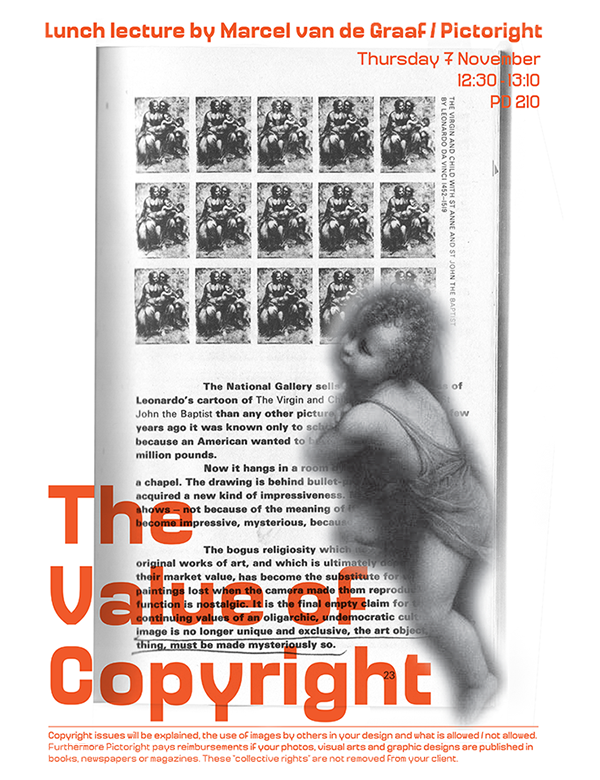 Lunch lecture by Marcel van de Graaf / Pictoright
Thursday 7 November
12:30 13:10
PD 210
THE VIRGIN AND CHILD WITH ST ANNE AND ST JOHN THE BAPTIST
BY LEONARDO DA VINCI 1452–1519
The National Gallery sells of
Leonardo's cartoon of The Virgin and
John the Baptist than any other picture few
years ago it was known only to
because an American wanted to
million pounds.
Now it hangs in a room
a chapel. The drawing is behind
acquired a new kind of impressiveness.
shows – not because of the meaning of
become impressive, mysterious,
The bogus religiosity which
original works of art, and which is ultimately
their market value, has become the substitute for
paintings lost when the camera made them
function is nostalgic. It is the final empty claim for
continuing values of an oligarchic, undemocratic
image is no longer unique and exclusive, the art
thing, must be made mysteriously so.
23
The
Value of
Copyright
Copyright issues will be explained, the use of images by others in your design and what is allowed / not allowed.
Furthermore Pictoright pays reimbursements if your photos, visual arts and graphic designs are published in
books, newspapers or magazines. These "collective rights" are not removed from your client.